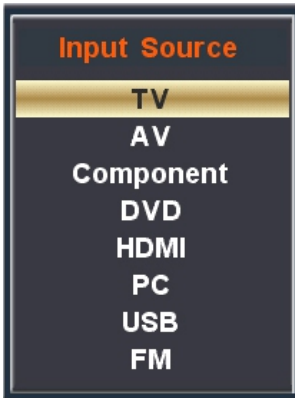 Input Source
TV
AV
Component
DVD
HDMI
PC
USB
FM